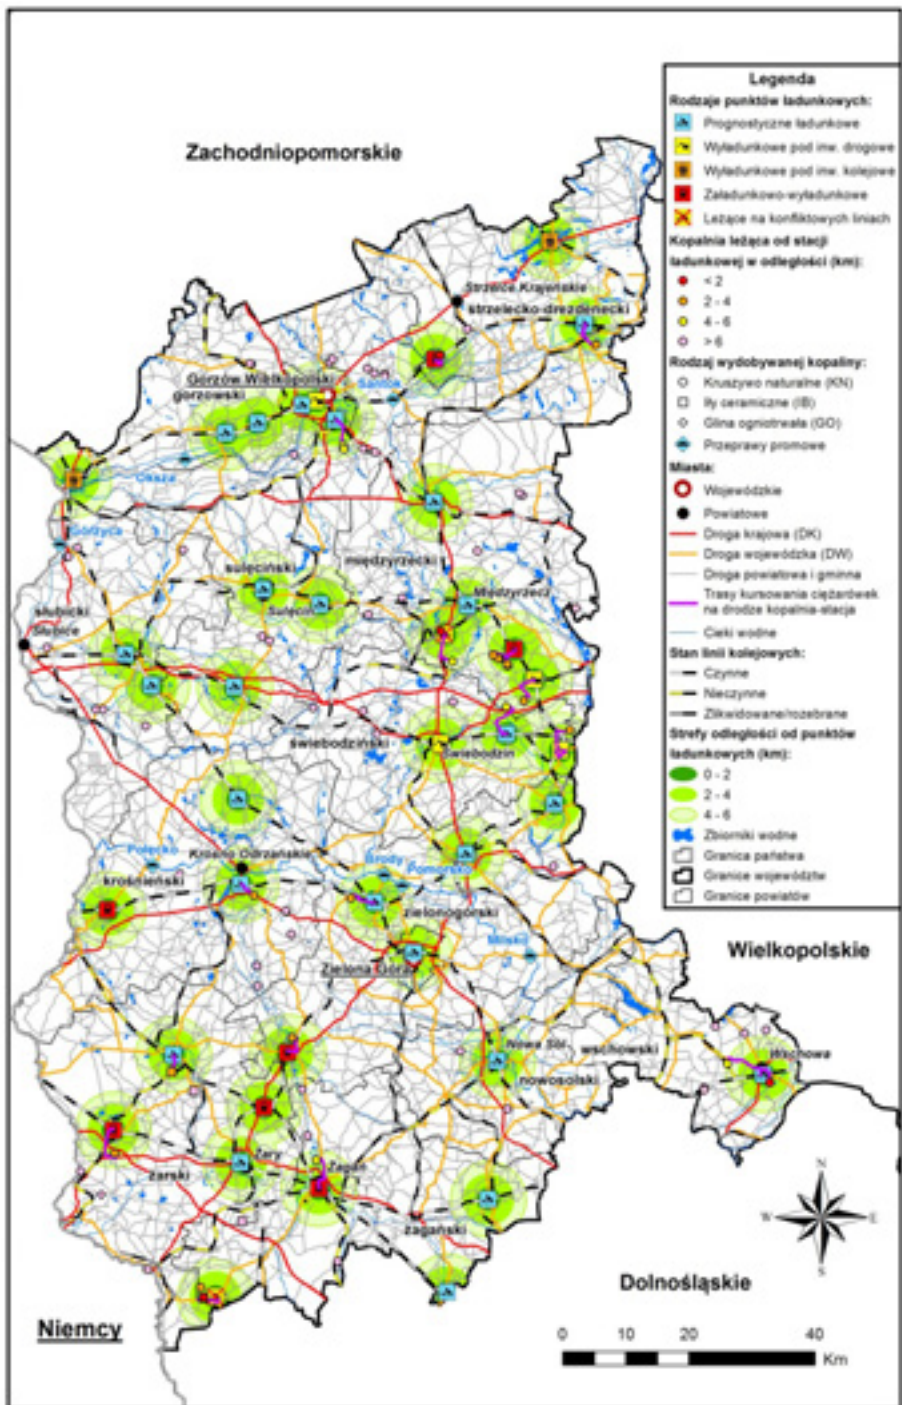 Legenda
Rodzaje punktów ładunkowych:
Prognostyczne ładunkowe
Wyładunkowe pod inw. drogowe
Wyładunkowe pod inw. kolejowe
Załadunkowo-wyładunkowe
Leżące na konfliktowych liniach
Kopalnia leżąca od stacji
ładunkowej w odległości (km):
< 2
2 - 4
4 - 6
> 6
Rodzaj wydobywanej kopaliny:
Kruszywo naturalne (KN)
Iły ceramiczne (IB)
Glina ogniotrwała (GO)
Przeprawy promowe
Miasta:
Wojewódzkie
Powiatowe
Droga krajowa (DK)
Droga wojewódzka (DW)
Droga powiatowa i gminna
Trasy kursowania ciężarówek
na drodze kopalnia-stacja
Cieki wodne
Stan linii kolejowych:
Czynne
Nieczynne
Zlikwidowane/rozebrane
Strefy odległości od punktów
ładunkowych (km):
0 - 2
2 - 4
4 - 6
Zbiorniki wodne
Granica państwa
Granice województw
Granice powiatów
Zachodniopomorskie
Strzelce Krajeńskie
strzelecko-drezdenecki
Gorzów Wielkopolski
Santok
gorzowski
Górzyca
międzyrzecki
sulęciński
Międzyrzecz
Sulęcin
słubicki
Słubice
świebodziński
Świebodzin
Połęcko
Krosno Odrzańskie
Brody
Pomorsko
krośnieński
zielonogórski
Milsko
Zielona Góra
Wielkopolskie
Nowa Sól
wschowski
Wschowa
nowosolski
Żary
Żagań
żarski
żagański
N
W
E
S
Dolnośląskie
Niemcy
0
10
20
40
Km